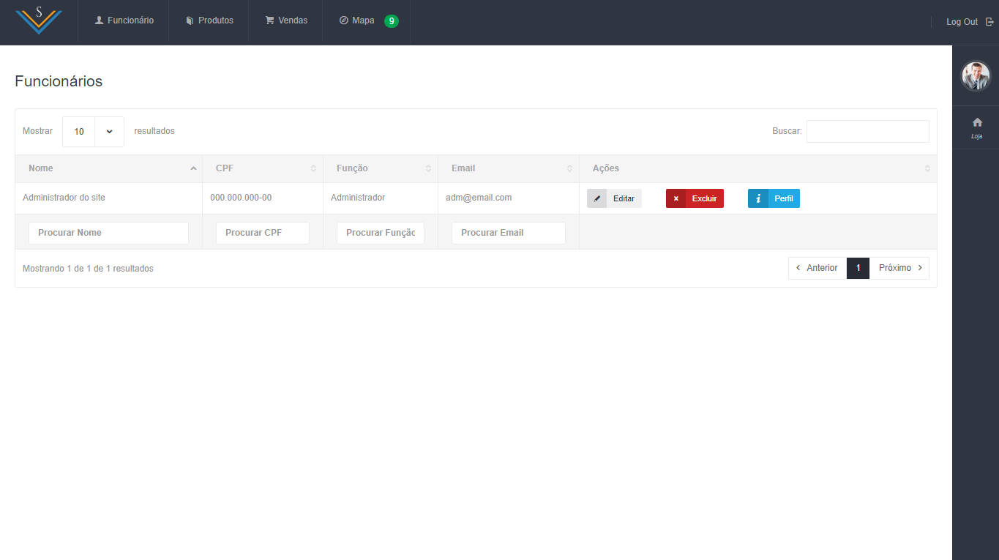 S
Funcionário Produtos Vendas Mapa 9 Log Out
Funcionários
Mostrar 10 resultados Buscar:
Loja
Nome CPF Função Email Ações
Administrador do site 000.000.000-00 Administrador adm@email.com Editar Excluir Perfil
Procurar Nome Procurar CPF Procurar Função Procurar Email
Mostrando 1 de 1 de 1 resultados Anterior 1 Próximo